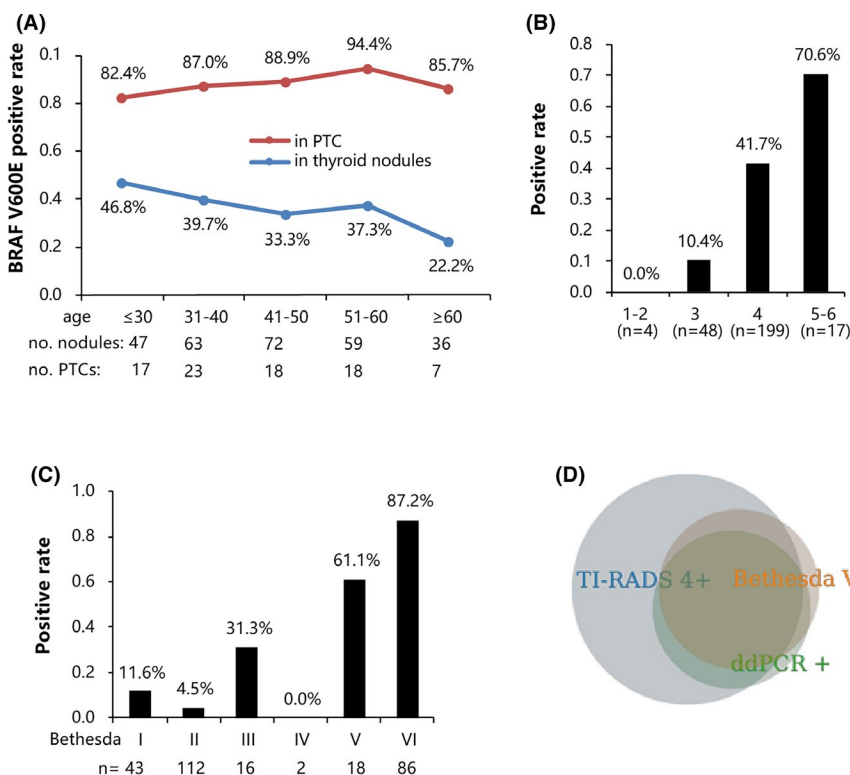 (A)
BRAF V600E positive rate
0.1
0.8
0.6
0.4
0.2
0.0
82.4%
87.0%
88.9%
94.4%
85.7%
in PTC
in thyroid nodules
46.8%
39.7%
33.3%
37.3%
22.2%
age ≤30 31-40 41-50 51-60 ≥60
no. nodules: 47 63 72 59 36
no. PTCs: 17 23 18 18 7
(B)
Positive rate
0.8
0.7
0.6
0.5
0.4
0.3
0.2
0.1
0.0
0.0%
10.4%
41.7%
70.6%
1-2 3 4 5-6
(n=4) (n=48) (n=199) (n=17)
(C)
Positive rate
1.0
0.8
0.6
0.4
0.2
0.0
11.6%
4.5%
31.3%
0.0%
61.1%
87.2%
Bethesda I II III IV V VI
n= 43 112 16 2 18 86
(D)
TI-RADS 4+
Bethesda V
ddPCR +